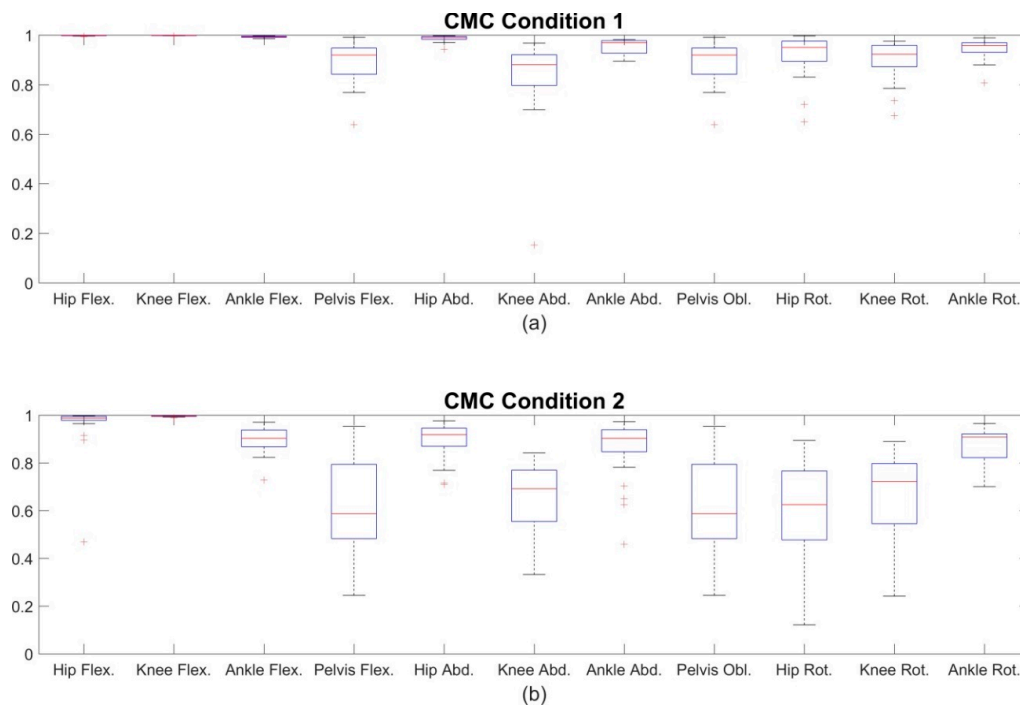 CMC Condition 1
1
0.8
0.6
0.4
0.2
0
Hip Flex. Knee Flex. Ankle Flex. Pelvis Flex. Hip Abd. Knee Abd. Ankle Abd. Pelvis Obl. Hip Rot. Knee Rot. Ankle Rot.
(a)
CMC Condition 2
1
0.8
0.6
0.4
0.2
0
Hip Flex. Knee Flex. Ankle Flex. Pelvis Flex. Hip Abd. Knee Abd. Ankle Abd. Pelvis Obl. Hip Rot. Knee Rot. Ankle Rot.
(b)